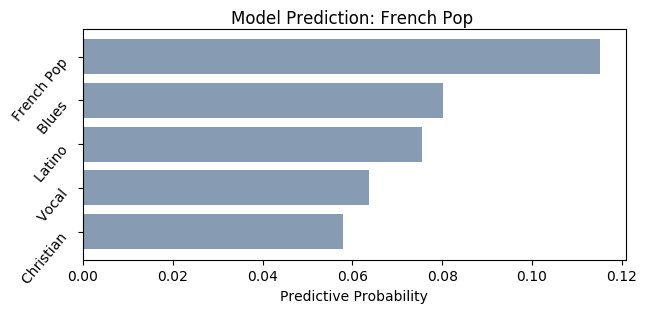 Model Prediction: French Pop
French Pop
Blues
Latino
Vocal
Christian
0.00 0.02 0.04 0.06 0.08 0.10 0.12
Predictive Probability